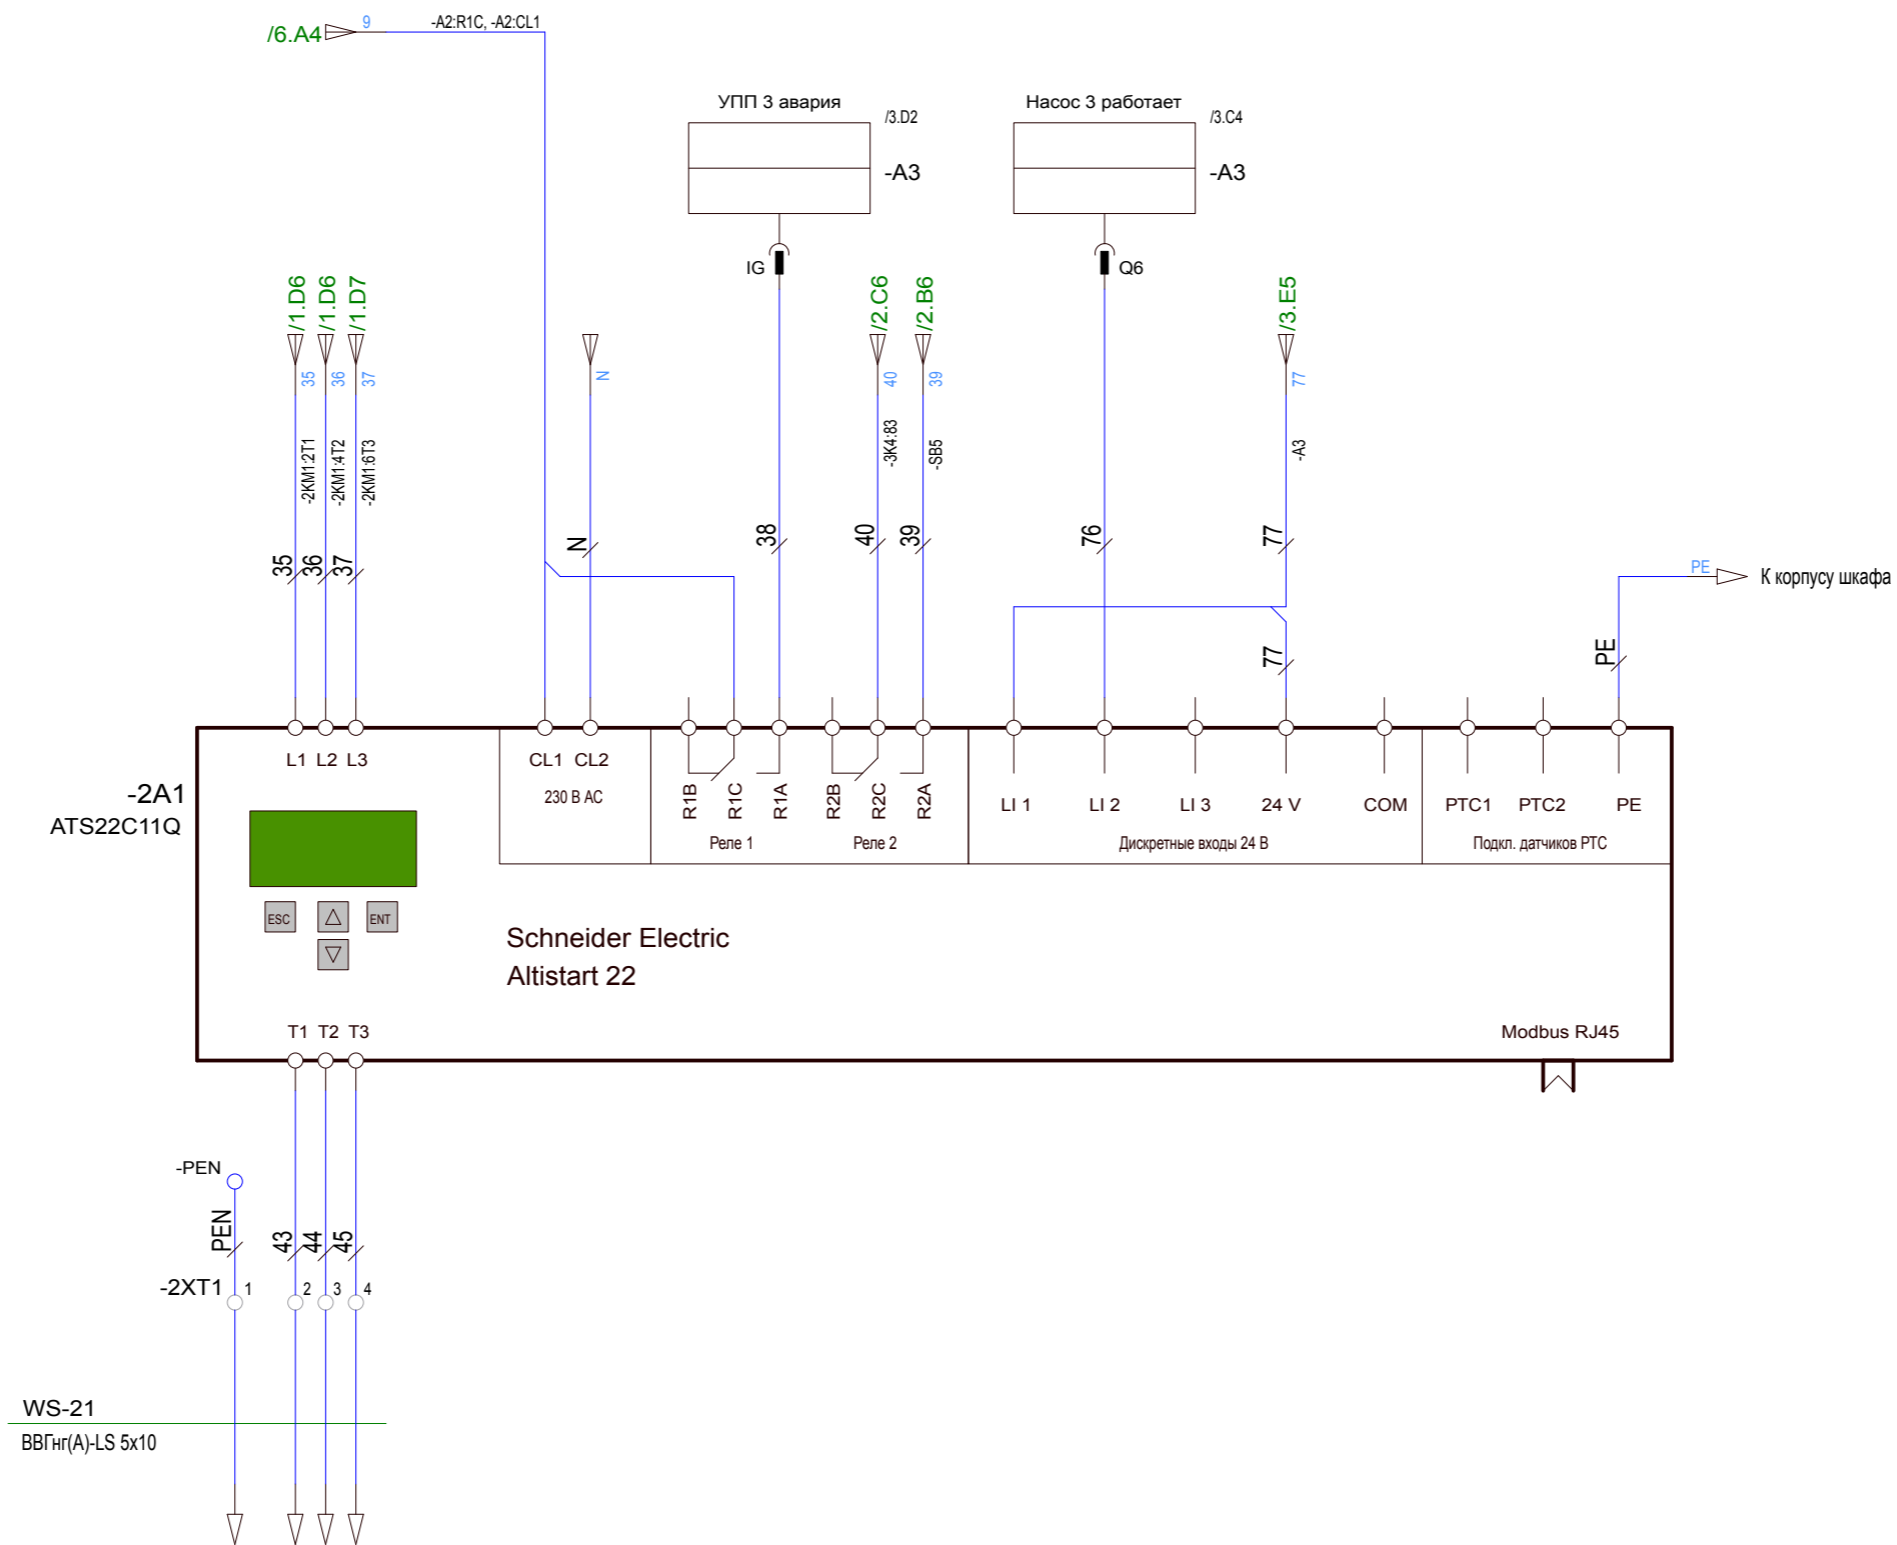 /6.A4
9
-A2:R1C, -A2:CL1
УПП 3 авария
/3.D2
-A3
IG
Насос 3 работает
/3.C4
-A3
Q6
/1.D6
/1.D6
/1.D7
/2.C6
/2.B6
/3.E5
35
36
37
N
40
39
77
-2KM1:2T1
-2KM1:4T2
-2KM1:6T3
-3K4:83
-SB5
-A3
35
36
37
N
38
40
39
76
77
77
PE
К корпусу шкафа
PE
L1 L2 L3
CL1 CL2
230 В AC
R1B
R1C
R1A
Реле 1
R2B
R2C
R2A
Реле 2
LI 1
LI 2
LI 3
24 V
COM
Дискретные входы 24 В
PTC1
PTC2
PE
Подкл. датчиков PTC
-2A1
ATS22C11Q
ESC
ENT
Schneider Electric
Altistart 22
T1 T2 T3
Modbus RJ45
-PEN
PEN
43
44
45
-2XT1
1
2
3
4
WS-21
ВВГнг(А)-LS 5x10